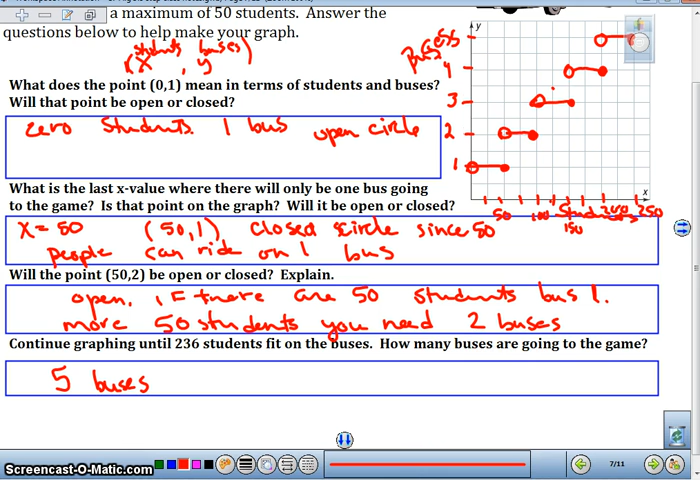 a maximum of 50 students. Answer the
questions below to help make your graph.
students buses
(x , y)
What does the point (0,1) mean in terms of students and buses?
Will that point be open or closed?
zero students 1 bus open circle
What is the last x-value where there will only be one bus going
to the game? Is that point on the graph? Will it be open or closed?
x = 50 (50,1) closed circle since 50
people can ride on 1 bus
Will the point (50,2) be open or closed? Explain.
open. if there are 50 students bus 1.
more 50 students you need 2 buses
Continue graphing until 236 students fit on the buses. How many buses are going to the game?
5 buses
y
buses
5
4
3
2
1
x
50 100 150 200 250
Students
7/11
Screencast-O-Matic.com